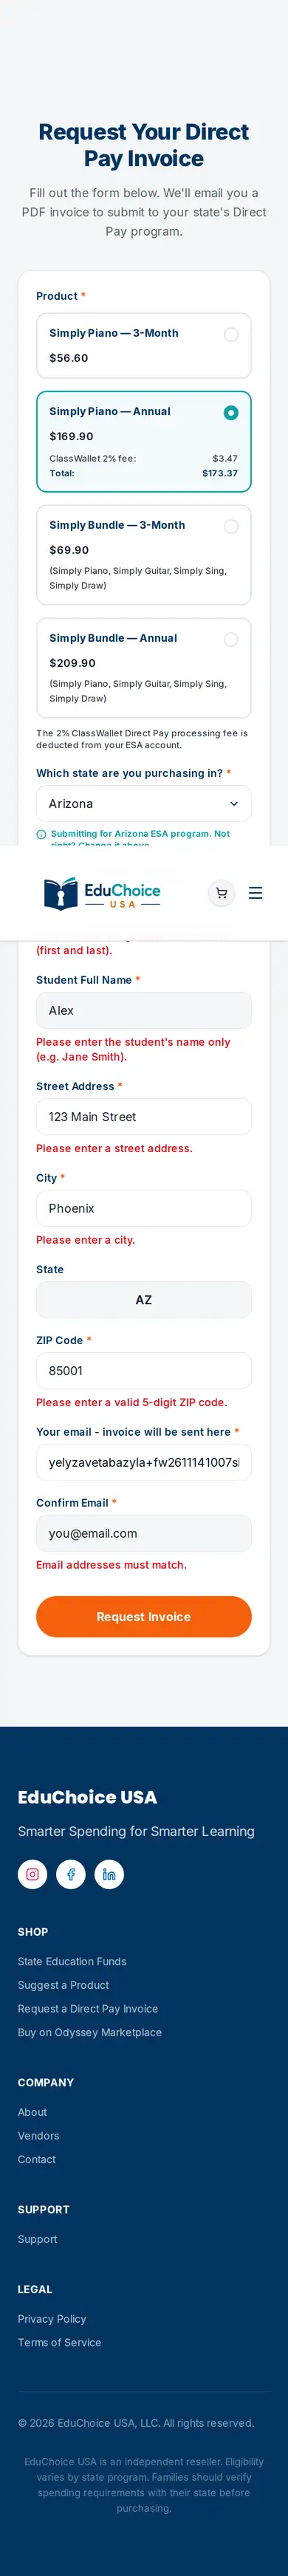 Request Your Direct
Pay Invoice
Fill out the form below. We'll email you a
PDF invoice to submit to your state's Direct
Pay program.
Product *
Simply Piano — 3-Month
$56.60
Simply Piano — Annual
$169.90
ClassWallet 2% fee: $3.47
Total: $173.37
Simply Bundle — 3-Month
$69.90
(Simply Piano, Simply Guitar, Simply Sing,
Simply Draw)
Simply Bundle — Annual
$209.90
(Simply Piano, Simply Guitar, Simply Sing,
Simply Draw)
The 2% ClassWallet Direct Pay processing fee is
deducted from your ESA account.
Which state are you purchasing in? *
Arizona
Submitting for Arizona ESA program. Not
right? Change it above.
EduChoice
USA
(first and last).
Student Full Name *
Alex
Please enter the student's name only
(e.g. Jane Smith).
Street Address *
123 Main Street
Please enter a street address.
City *
Phoenix
Please enter a city.
State
AZ
ZIP Code *
85001
Please enter a valid 5-digit ZIP code.
Your email - invoice will be sent here *
yelyzavetabazyla+fw2611141007si
Confirm Email *
you@email.com
Email addresses must match.
Request Invoice
EduChoice USA
Smarter Spending for Smarter Learning
SHOP
State Education Funds
Suggest a Product
Request a Direct Pay Invoice
Buy on Odyssey Marketplace
COMPANY
About
Vendors
Contact
SUPPORT
Support
LEGAL
Privacy Policy
Terms of Service
© 2026 EduChoice USA, LLC. All rights reserved.
EduChoice USA is an independent reseller. Eligibility
varies by state program. Families should verify
spending requirements with their state before
purchasing.